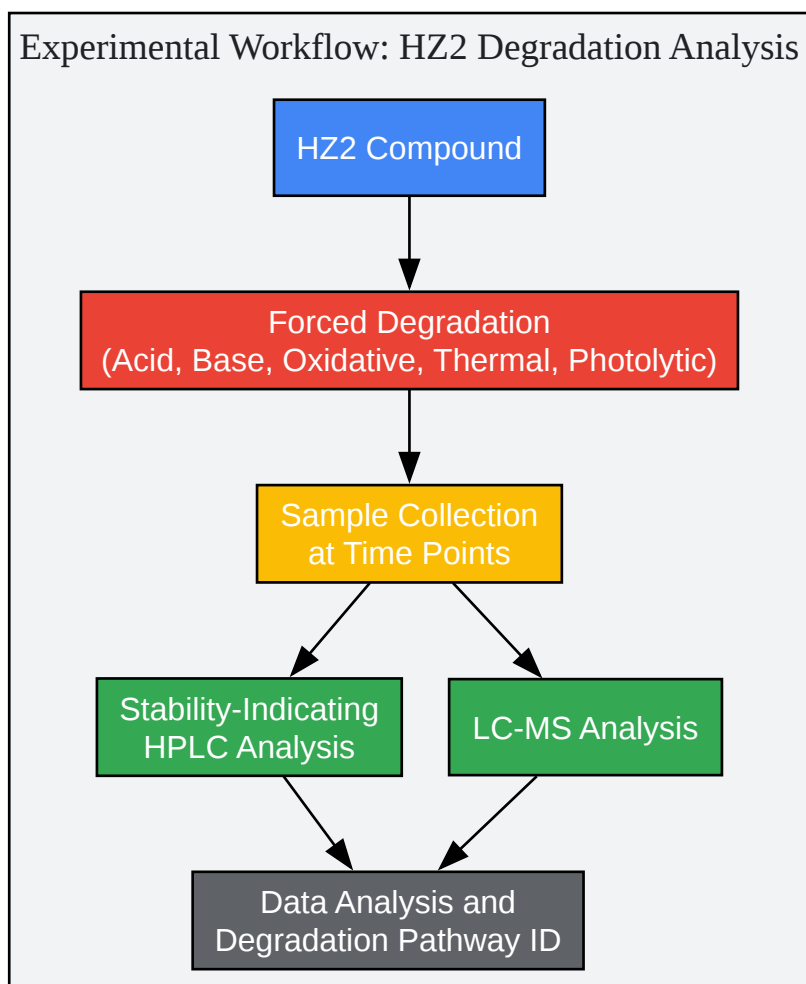 Experimental Workflow: HZ2 Degradation Analysis
HZ2 Compound
Forced Degradation
(Acid, Base, Oxidative, Thermal, Photolytic)
Sample Collection
at Time Points
Stability-Indicating
HPLC Analysis
LC-MS Analysis
Data Analysis and
Degradation Pathway ID